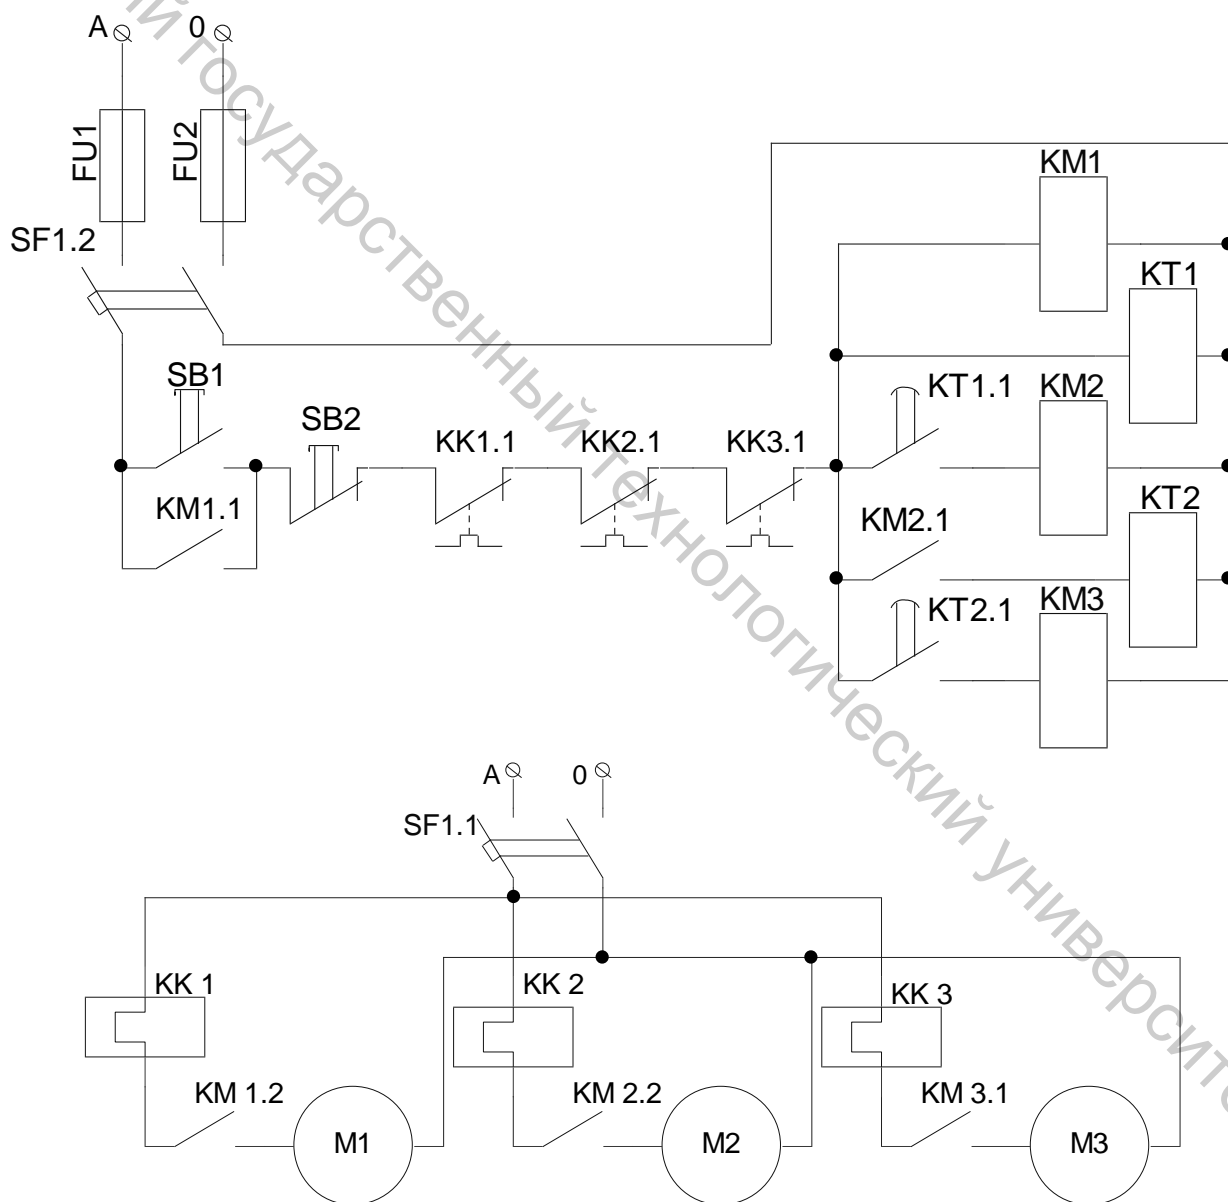 A 0
FU1 FU2
SF1.2
KM1
KT1
SB1
SB2
KK1.1 KK2.1 KK3.1
KT1.1 KM2
KM1.1
KM2.1 KT2
KT2.1 KM3
A 0
SF1.1
KK 1 KK 2 KK 3
KM 1.2 KM 2.2 KM 3.1
M1 M2 M3
государственный технологический